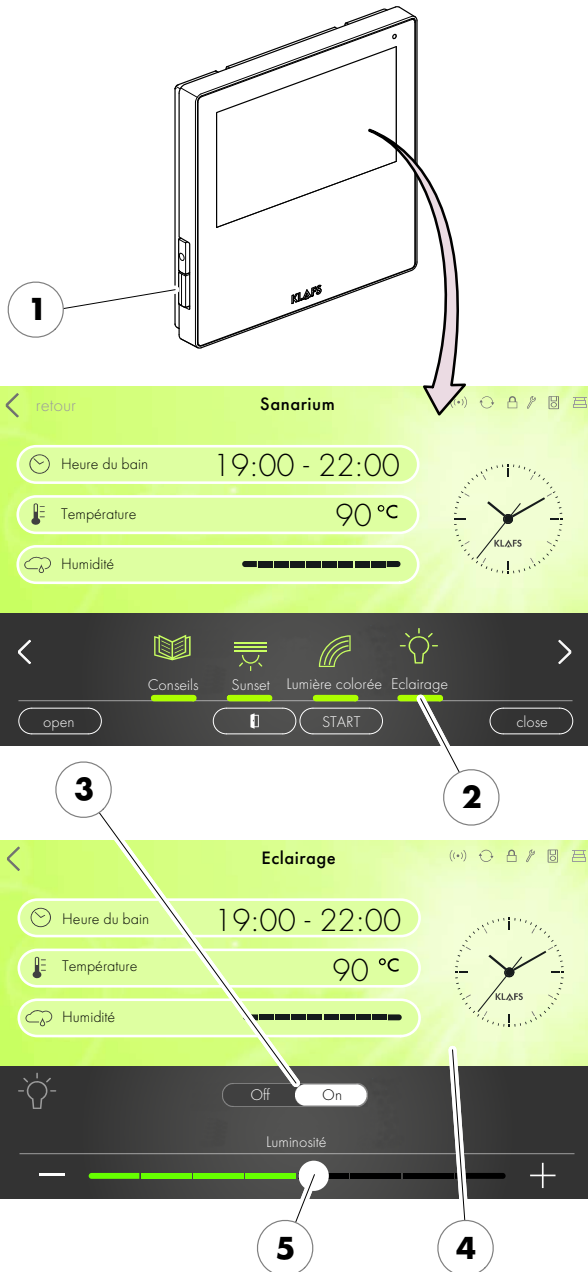 KLAFS
1
retour Sanarium
Heure du bain 19:00 - 22:00
Température 90 °C
Humidité
KLAFS
Conseils Sunset Lumière colorée Eclairage
open START close
3 2
Eclairage
Heure du bain 19:00 - 22:00
Température 90 °C
Humidité
KLAFS
Off On
Luminosité
5 4